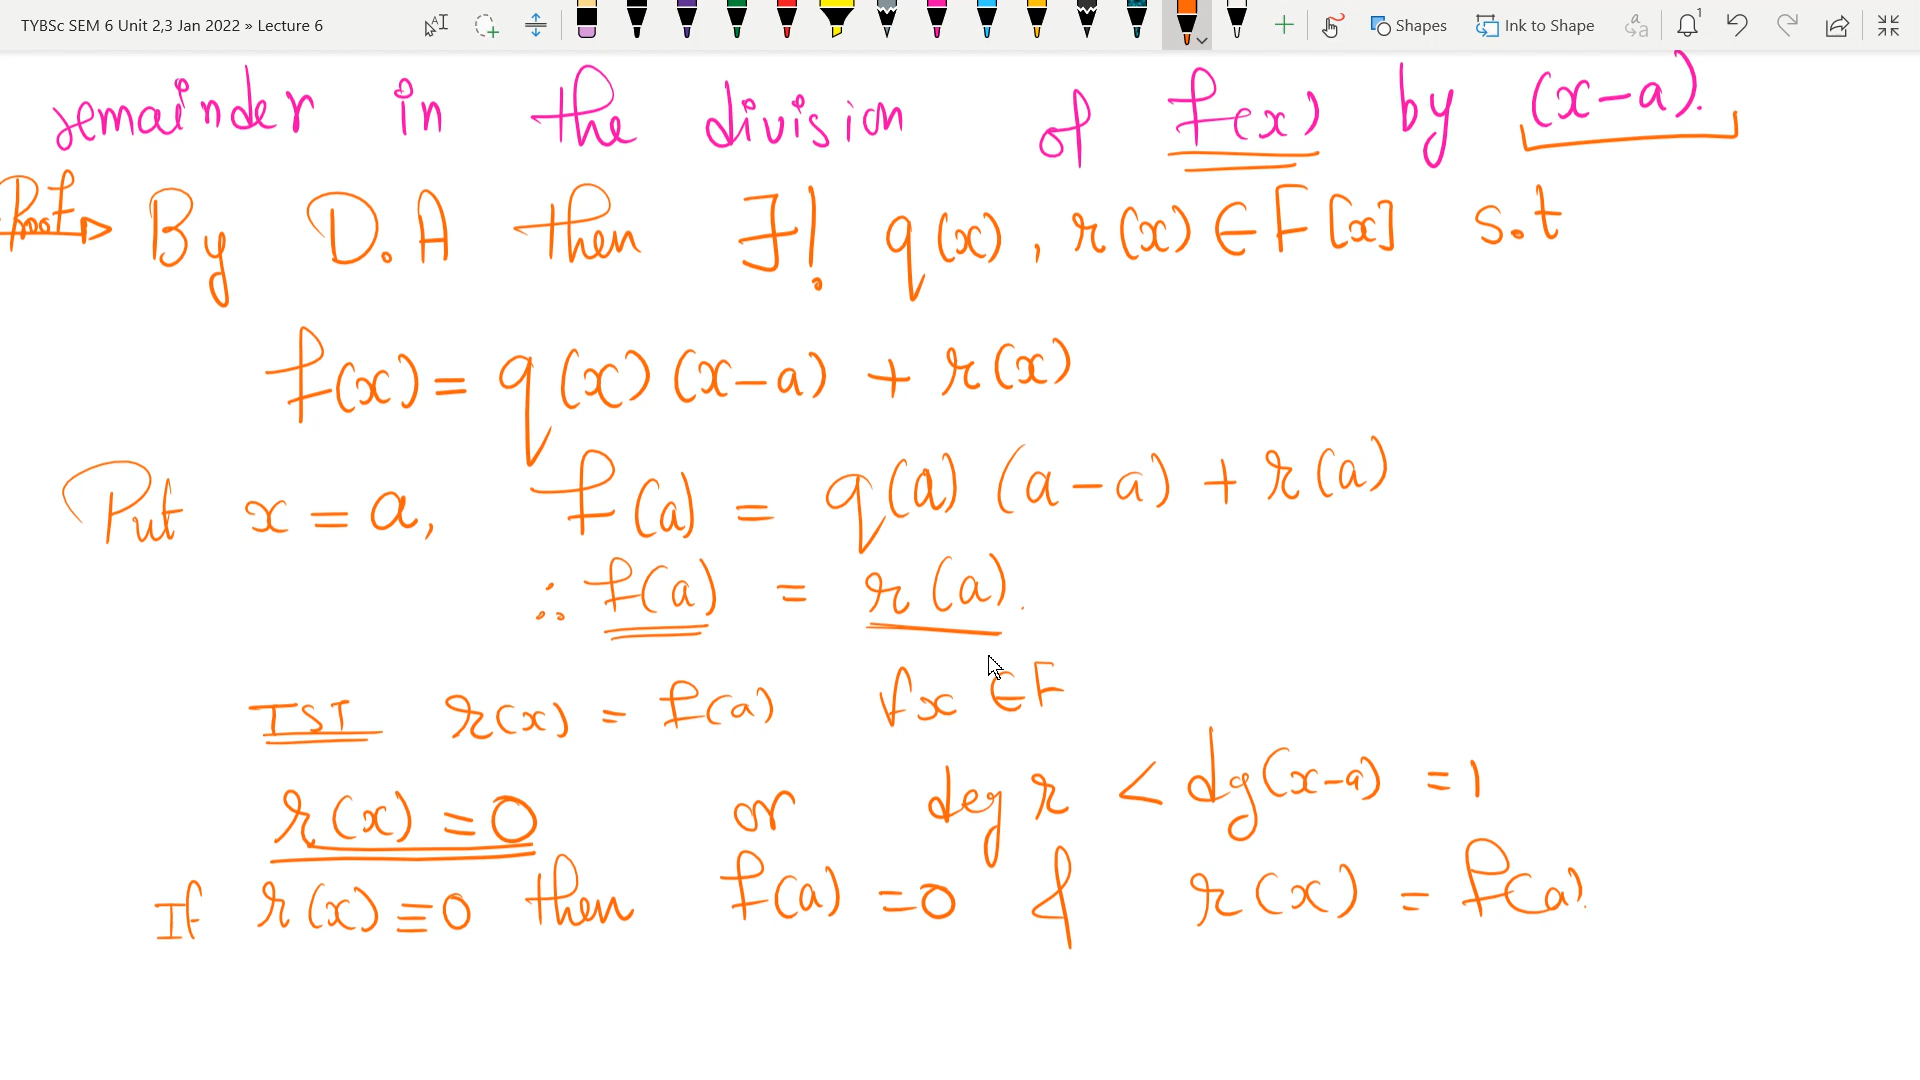 TYBSc SEM 6 Unit 2,3 Jan 2022 » Lecture 6
Shapes
Ink to Shape
remainder in the division of f(x) by (x-a).
Proof → By D.A then ∃! q(x), r(x) ∈ F[x] s.t
f(x) = q(x) (x-a) + r(x)
Put x = a, f(a) = q(a) (a-a) + r(a)
∴ f(a) = r(a).
TST r(x) = f(a) ∀x ∈ F
r(x) = 0 or deg r < dg(x-a) = 1
If r(x) ≡ 0 then f(a) = 0 & r(x) = f(a).